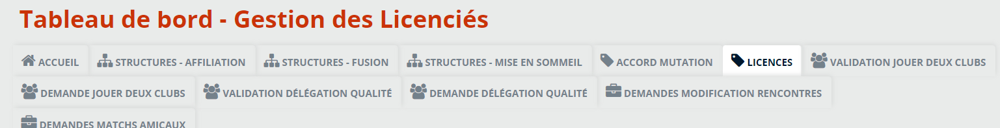 Tableau de bord - Gestion des Licenciés
ACCUEIL STRUCTURES - AFFILIATION STRUCTURES - FUSION STRUCTURES - MISE EN SOMMEIL ACCORD MUTATION LICENCES VALIDATION JOUER DEUX CLUBS
DEMANDE JOUER DEUX CLUBS VALIDATION DÉLÉGATION QUALITÉ DEMANDE DÉLÉGATION QUALITÉ DEMANDES MODIFICATION RENCONTRES
DEMANDES MATCHS AMICAUX